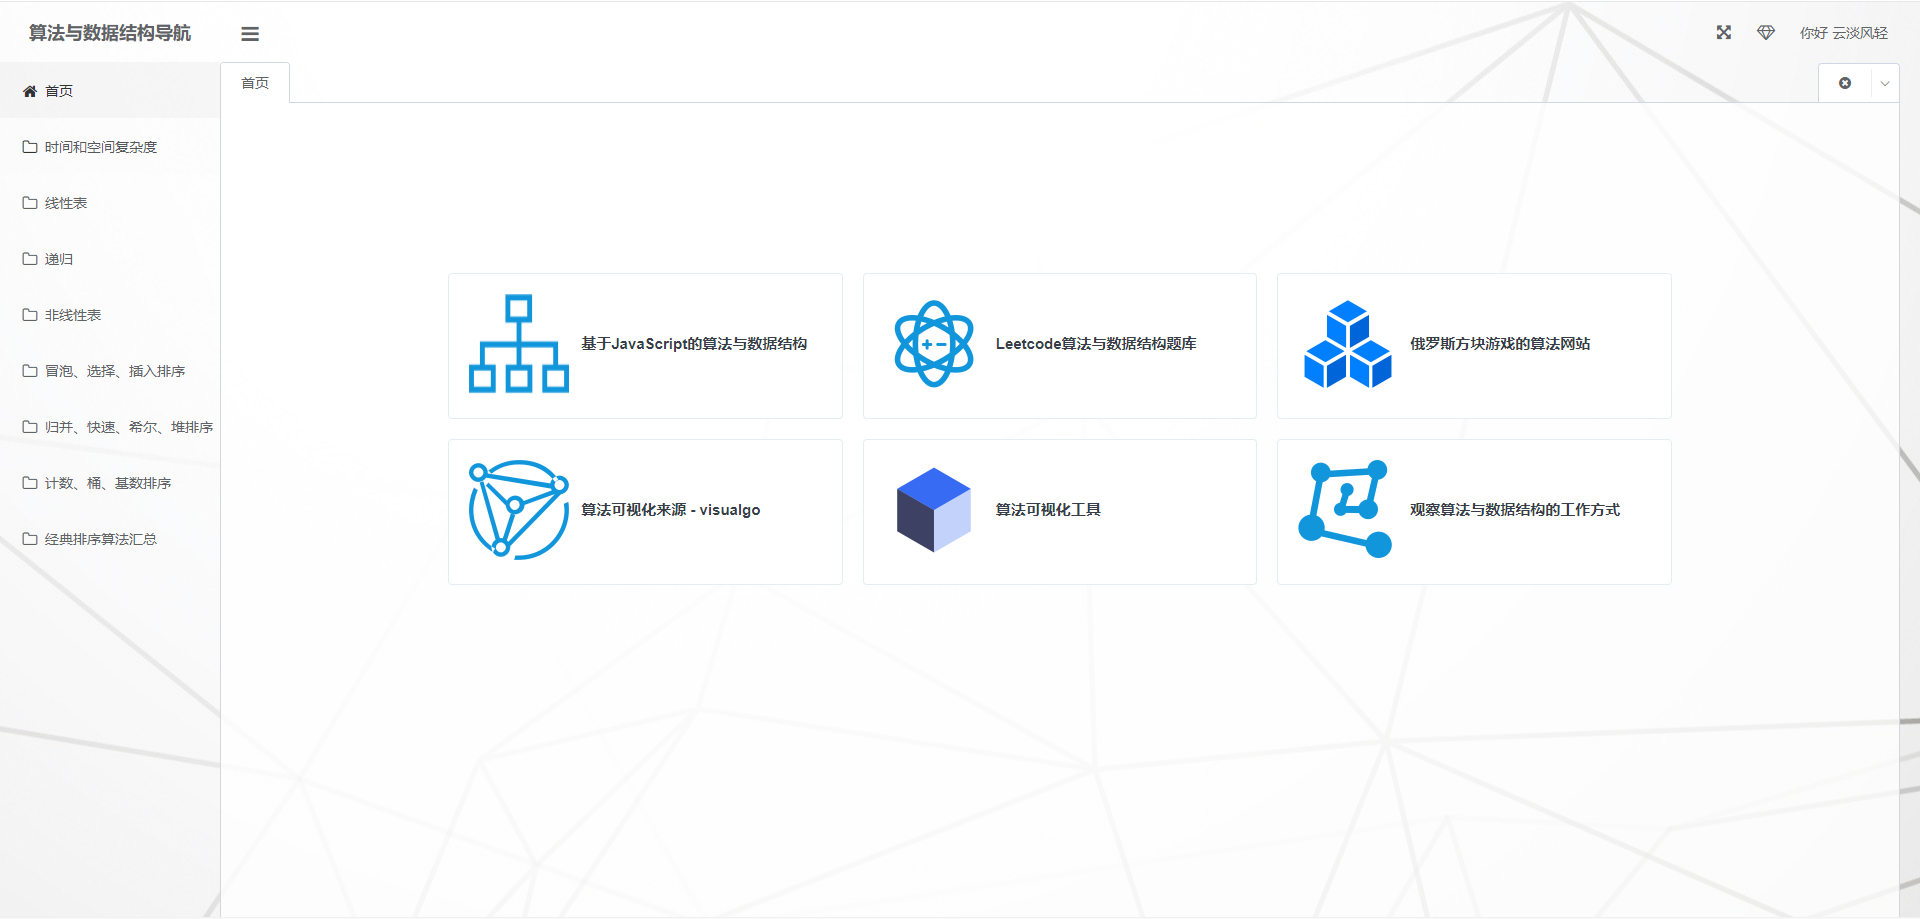 算法与数据结构导航
你好 云淡风轻
首页
时间和空间复杂度
线性表
递归
非线性表
冒泡、选择、插入排序
归并、快速、希尔、堆排序
计数、桶、基数排序
经典排序算法汇总
首页
基于JavaScript的算法与数据结构
Leetcode算法与数据结构题库
俄罗斯方块游戏的算法网站
算法可视化来源 - visualgo
算法可视化工具
观察算法与数据结构的工作方式